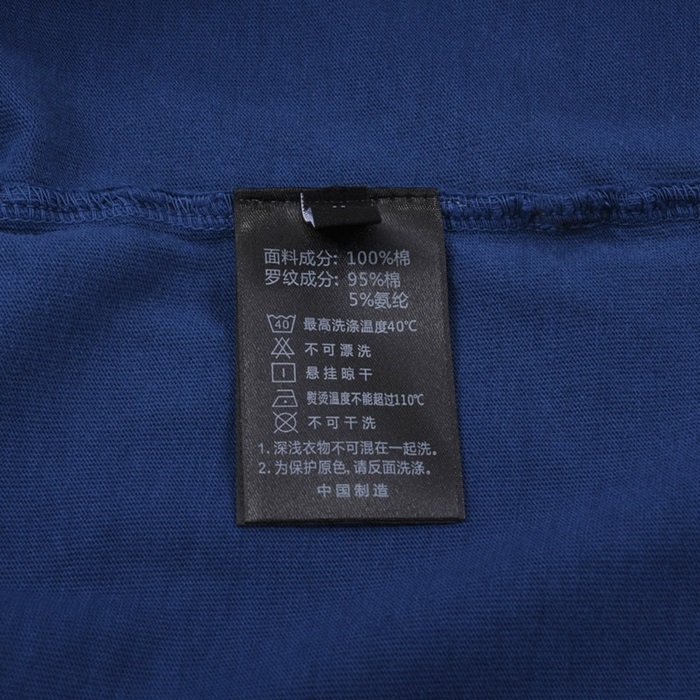 面料成分: 100%棉
罗纹成分: 95%棉
5%氨纶
40 最高洗涤温度40℃
不可漂洗
悬挂晾干
熨烫温度不能超过110℃
不可干洗
1. 深浅衣物不可混在一起洗。
2. 为保护原色, 请反面洗涤。
中国制造